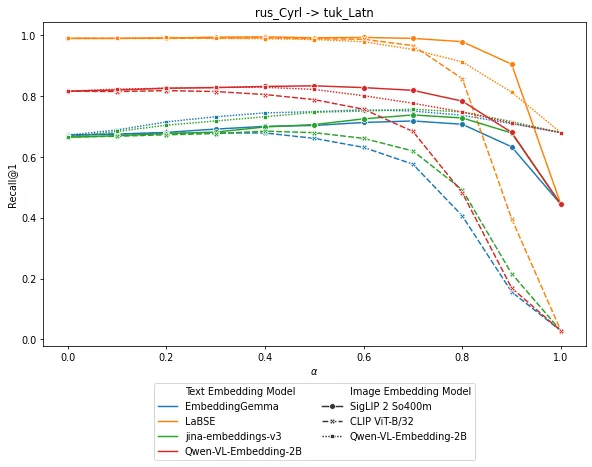 rus_Cyrl -> tuk_Latn
Recall@1
1.0
0.8
0.6
0.4
0.2
0.0
0.0 0.2 0.4 0.6 0.8 1.0
α
Text Embedding Model Image Embedding Model
EmbeddingGemma SigLIP 2 So400m
LaBSE CLIP ViT-B/32
jina-embeddings-v3 Qwen-VL-Embedding-2B
Qwen-VL-Embedding-2B